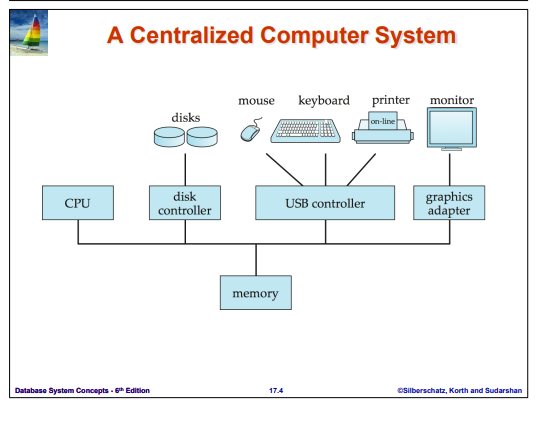 A Centralized Computer System
mouse
keyboard
printer
monitor
disks
on-line
CPU
disk
controller
USB controller
graphics
adapter
memory
Database System Concepts - 6th Edition
17.4
©Silberschatz, Korth and Sudarshan